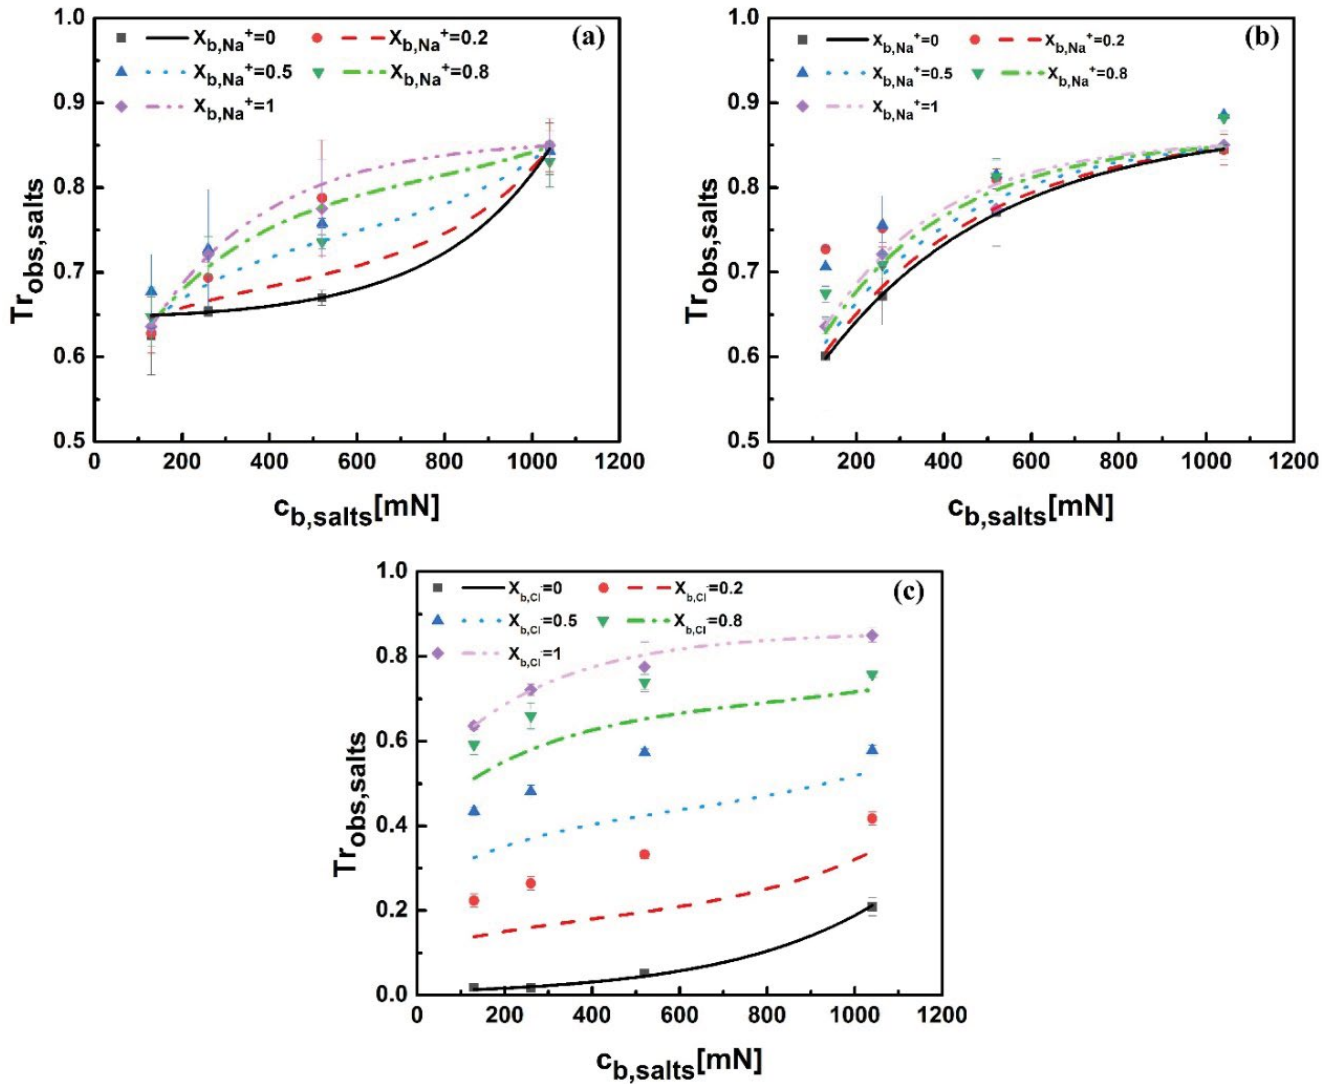 (a)
X_b,Na⁺=0 X_b,Na⁺=0.2
X_b,Na⁺=0.5 X_b,Na⁺=0.8
X_b,Na⁺=1
1.0
0.9
0.8
0.7
0.6
0.5
Tr_obs,salts
0 200 400 600 800 1000 1200
c_b,salts[mN]
(b)
X_b,Na⁺=0 X_b,Na⁺=0.2
X_b,Na⁺=0.5 X_b,Na⁺=0.8
X_b,Na⁺=1
1.0
0.9
0.8
0.7
0.6
0.5
Tr_obs,salts
0 200 400 600 800 1000 1200
c_b,salts[mN]
(c)
X_b,Cl⁻=0 X_b,Cl⁻=0.2
X_b,Cl⁻=0.5 X_b,Cl⁻=0.8
X_b,Cl⁻=1
1.0
0.8
0.6
0.4
0.2
0.0
Tr_obs,salts
0 200 400 600 800 1000 1200
c_b,salts[mN]